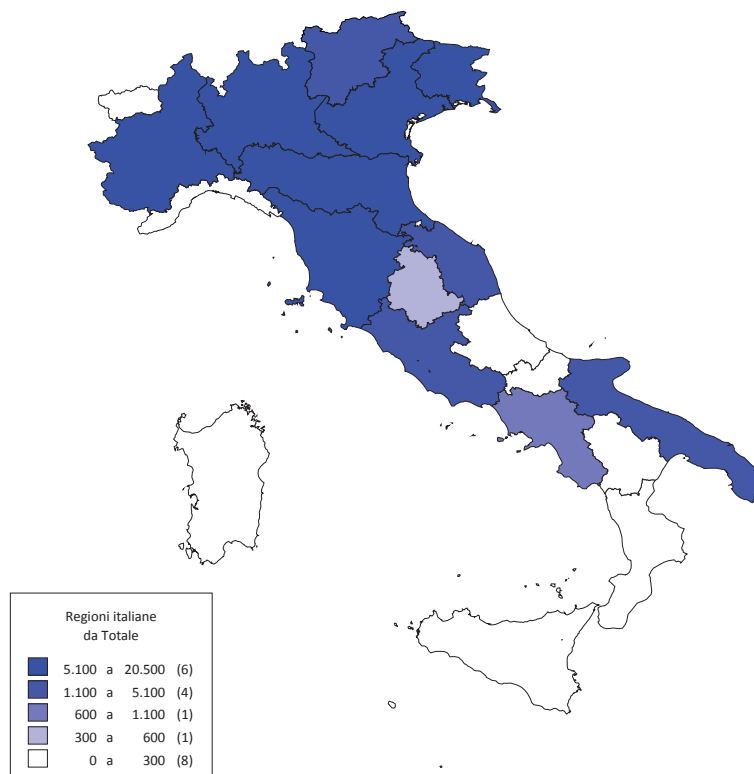 Regioni italiane
da Totale
5.100 a 20.500 (6)
1.100 a 5.100 (4)
600 a 1.100 (1)
300 a 600 (1)
0 a 300 (8)